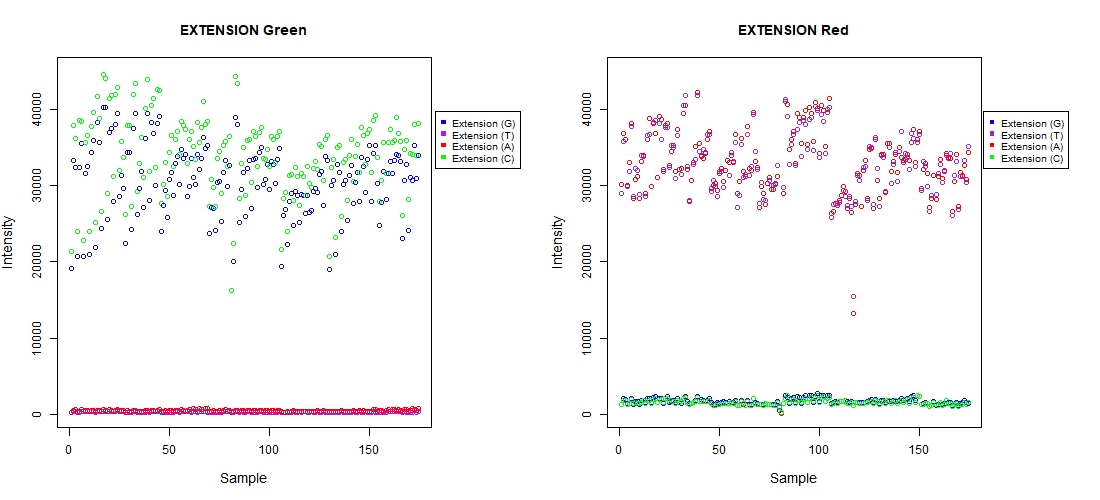 EXTENSION Green
Intensity
40000
30000
20000
10000
0
0 50 100 150
Sample
Extension (G)
Extension (T)
Extension (A)
Extension (C)
EXTENSION Red
Intensity
40000
30000
20000
10000
0
0 50 100 150
Sample
Extension (G)
Extension (T)
Extension (A)
Extension (C)